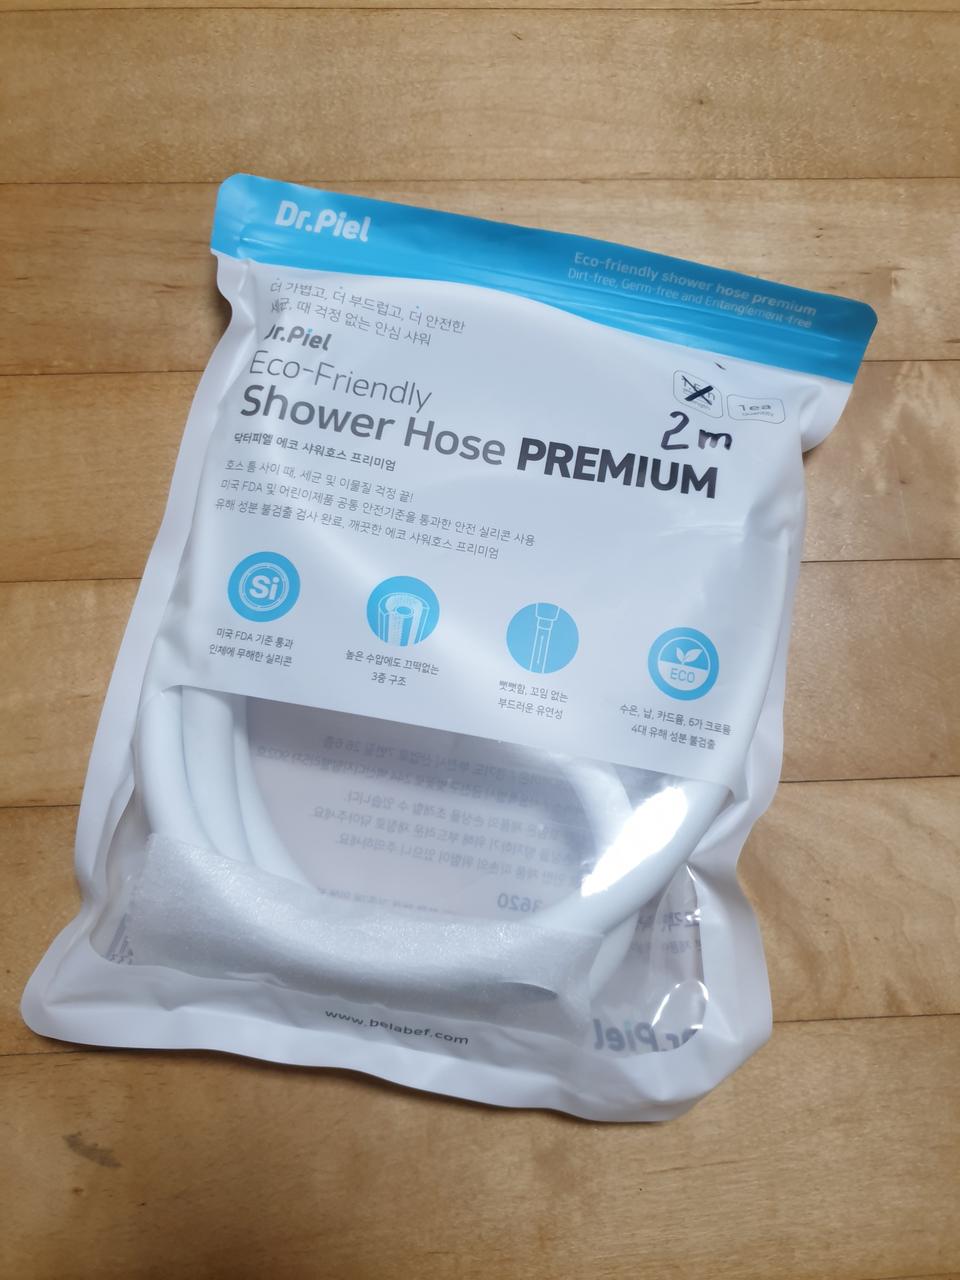 Dr.Piel
Eco-friendly shower hose premium
Dirt-free, Germ-free and Entanglement-free
더 가볍고, 더 부드럽고, 더 안전한
세균, 때 걱정 없는 안심 샤워
Dr.Piel
Eco-Friendly
Shower Hose PREMIUM
1ea
Quantity
2m
닥터피엘 에코 샤워호스 프리미엄
호스 틈 사이 때, 세균 및 이물질 걱정 끝!
미국 FDA 및 어린이제품 공통 안전기준을 통과한 안전 실리콘 사용
유해 성분 불검출 검사 완료, 깨끗한 에코 샤워호스 프리미엄
Si
미국 FDA 기준 통과
인체에 무해한 실리콘
높은 수압에도 끄떡없는
3중 구조
뻣뻣함, 꼬임 없는
부드러운 유연성
ECO
수은, 납, 카드뮴, 6가 크로뮴
4대 유해 성분 불검출
www.belabef.com
Dr.Piel